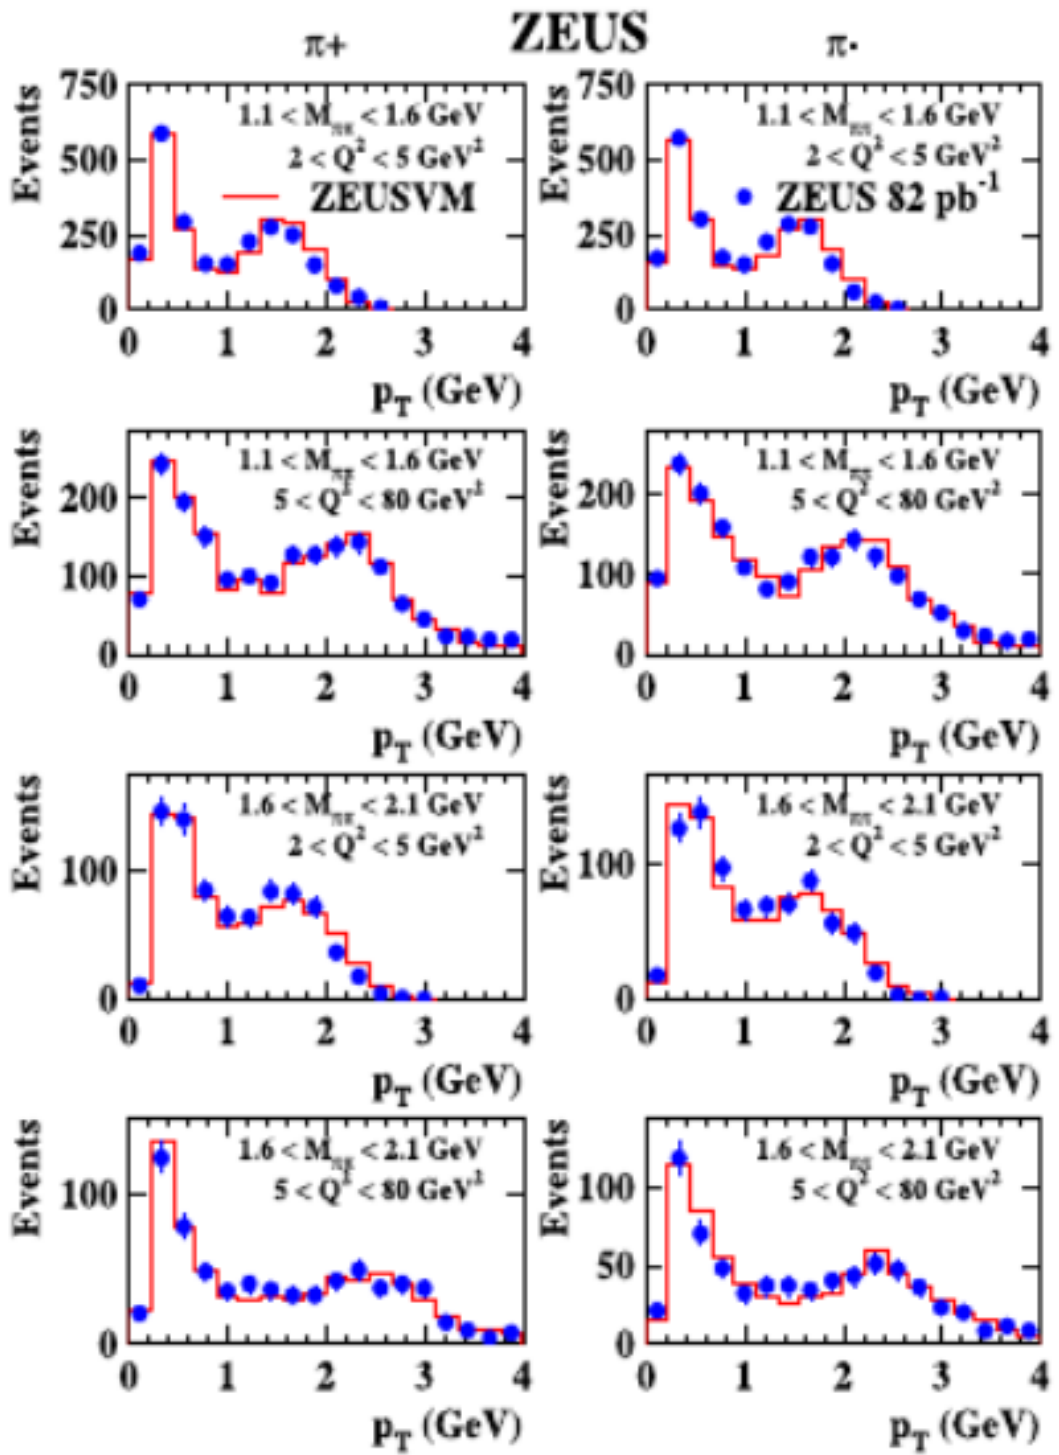 ZEUS
π+ π-
Events 750 500 250 0
1.1 < Mππ < 1.6 GeV
2 < Q² < 5 GeV²
ZEUSVM
0 1 2 3 4
pT (GeV)
Events 750 500 250 0
1.1 < Mππ < 1.6 GeV
2 < Q² < 5 GeV²
ZEUS 82 pb⁻¹
0 1 2 3 4
pT (GeV)
Events 200 100 0
1.1 < Mππ < 1.6 GeV
5 < Q² < 80 GeV²
0 1 2 3 4
pT (GeV)
Events 200 100 0
1.1 < Mππ < 1.6 GeV
5 < Q² < 80 GeV²
0 1 2 3 4
pT (GeV)
Events 100 0
1.6 < Mππ < 2.1 GeV
2 < Q² < 5 GeV²
0 1 2 3 4
pT (GeV)
Events 100 0
1.6 < Mππ < 2.1 GeV
2 < Q² < 5 GeV²
0 1 2 3 4
pT (GeV)
Events 100 0
1.6 < Mππ < 2.1 GeV
5 < Q² < 80 GeV²
0 1 2 3 4
pT (GeV)
Events 100 50 0
1.6 < Mππ < 2.1 GeV
5 < Q² < 80 GeV²
0 1 2 3 4
pT (GeV)